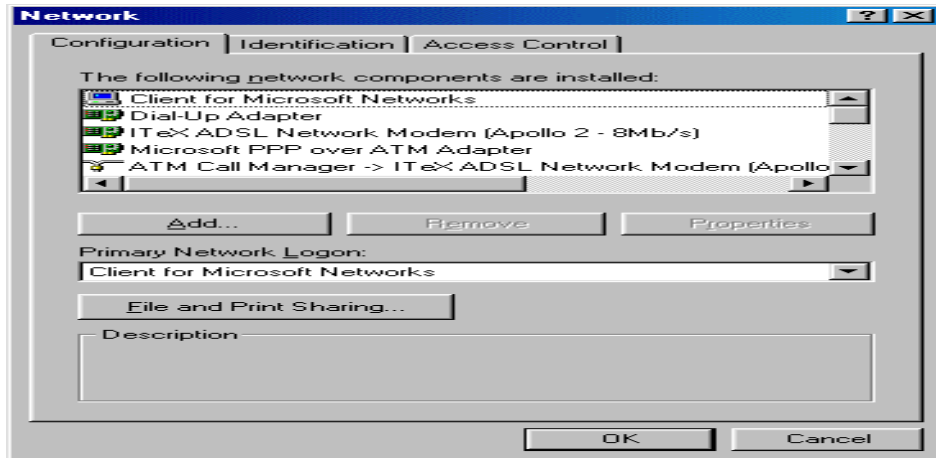 Network
Configuration Identification Access Control
The following network components are installed:
Client for Microsoft Networks
Dial-Up Adapter
ITeX ADSL Network Modem (Apollo 2 - 8Mb/s)
Microsoft PPP over ATM Adapter
ATM Call Manager -> ITeX ADSL Network Modem (Apollo
Add... Remove Properties
Primary Network Logon:
Client for Microsoft Networks
File and Print Sharing...
Description
OK Cancel